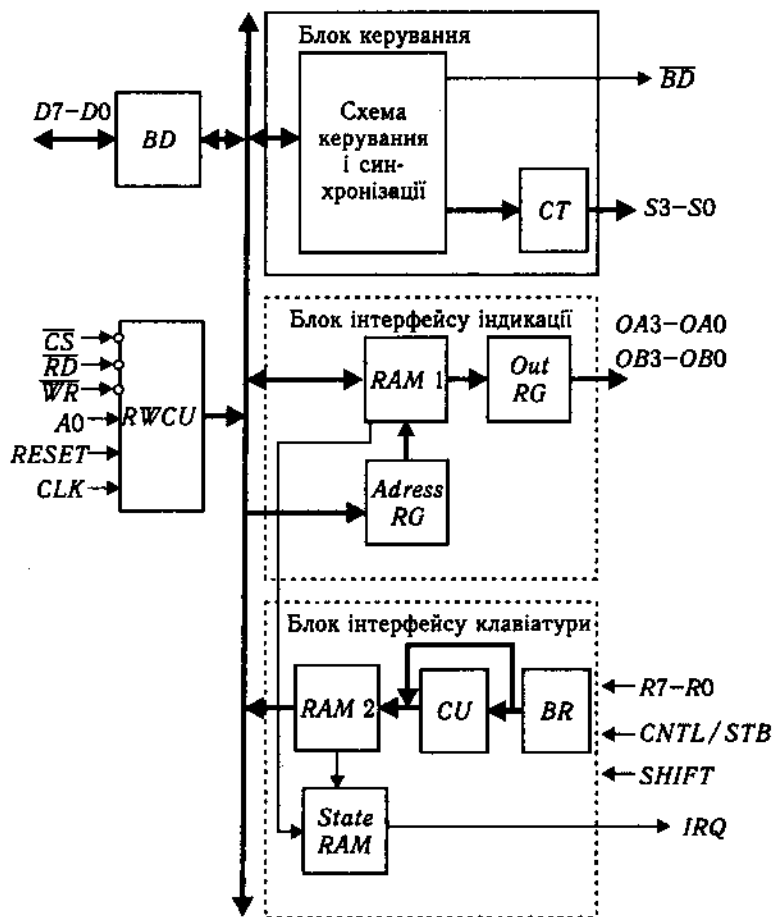 Блок керування
Схема
керування
і син-
хронізації
BD
CT
S3-S0
D7-D0
BD
CS
RD
WR
A0
RESET
CLK
RWCU
Блок інтерфейсу індикації
RAM 1
Out
RG
OA3-OA0
OB3-OB0
Adress
RG
Блок інтерфейсу клавіатури
RAM 2
CU
BR
R7-R0
CNTL/STB
SHIFT
State
RAM
IRQ